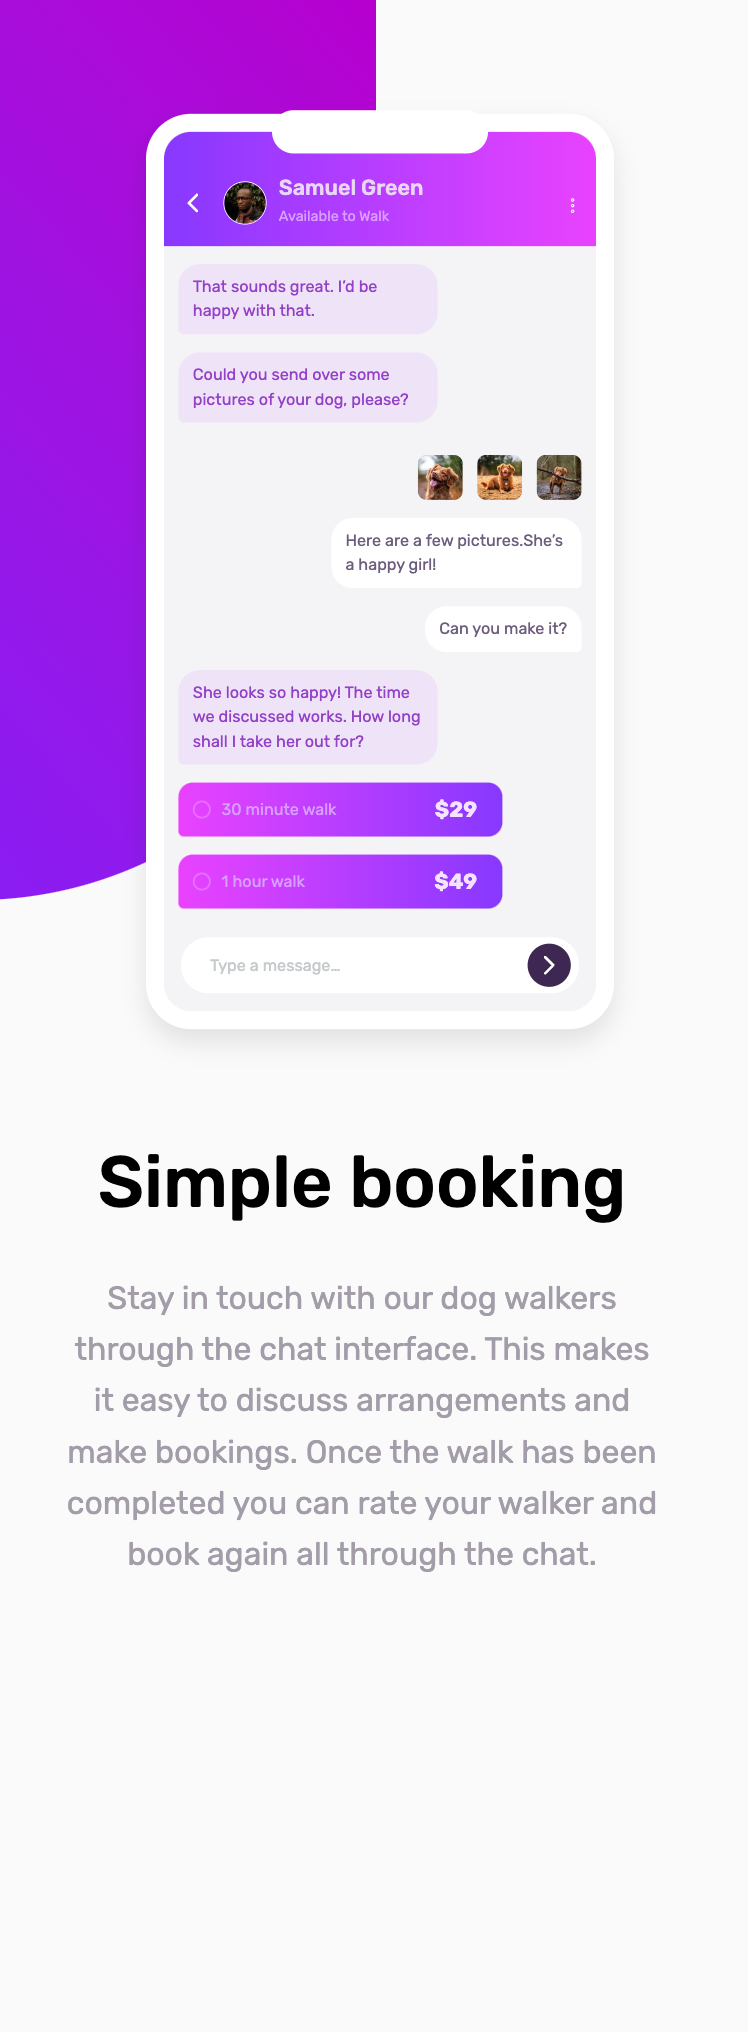 Samuel Green
Available to Walk
That sounds great. I’d be
happy with that.
Could you send over some
pictures of your dog, please?
Here are a few pictures.She’s
a happy girl!
Can you make it?
She looks so happy! The time
we discussed works. How long
shall I take her out for?
30 minute walk $29
1 hour walk $49
Type a message…
Simple booking
Stay in touch with our dog walkers
through the chat interface. This makes
it easy to discuss arrangements and
make bookings. Once the walk has been
completed you can rate your walker and
book again all through the chat.